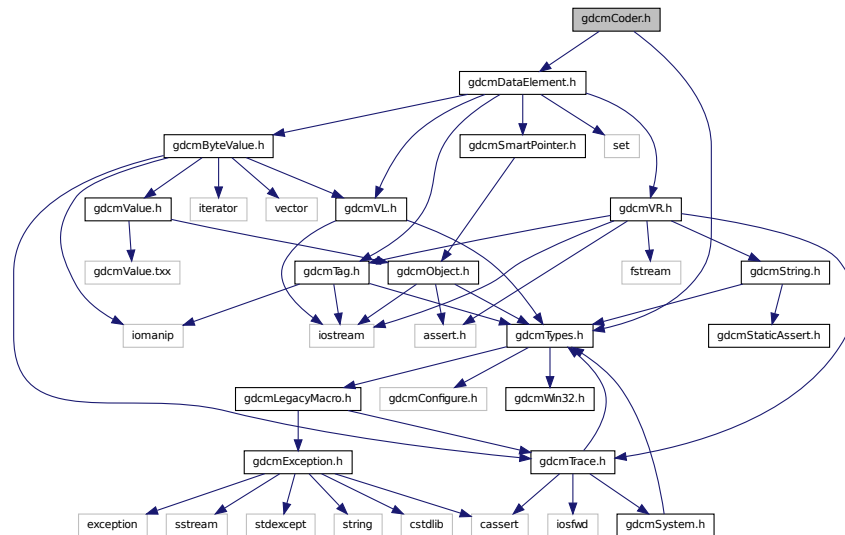 gdcmCoder.h
gdcmDataElement.h
gdcmByteValue.h
gdcmSmartPointer.h
set
gdcmValue.h
iterator
vector
gdcmVL.h
gdcmVR.h
gdcmValue.txx
gdcmTag.h
gdcmObject.h
fstream
gdcmString.h
iomanip
iostream
assert.h
gdcmTypes.h
gdcmStaticAssert.h
gdcmLegacyMacro.h
gdcmConfigure.h
gdcmWin32.h
gdcmException.h
gdcmTrace.h
exception
sstream
stdexcept
string
cstdlib
cassert
iosfwd
gdcmSystem.h